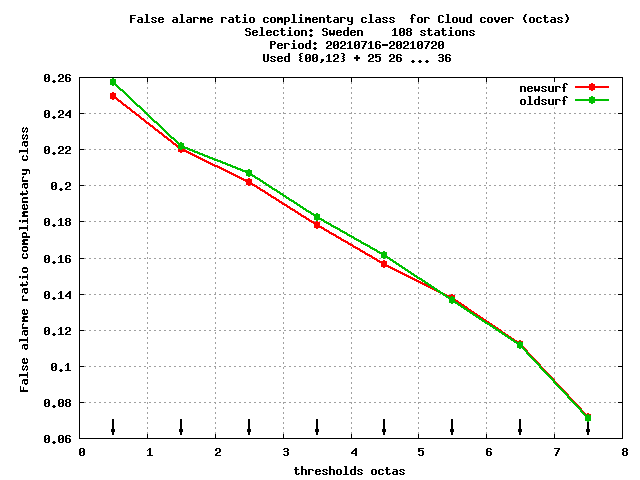 False alarme ratio complimentary class  for Cloud cover (octas)
Selection: Sweden    108 stations
Period: 20210716-20210720
Used {00,12} + 25 26 ... 36
newsurf
oldsurf
False alarme ratio complimentary class
0.26
0.24
0.22
0.2
0.18
0.16
0.14
0.12
0.1
0.08
0.06
0 1 2 3 4 5 6 7 8
thresholds octas